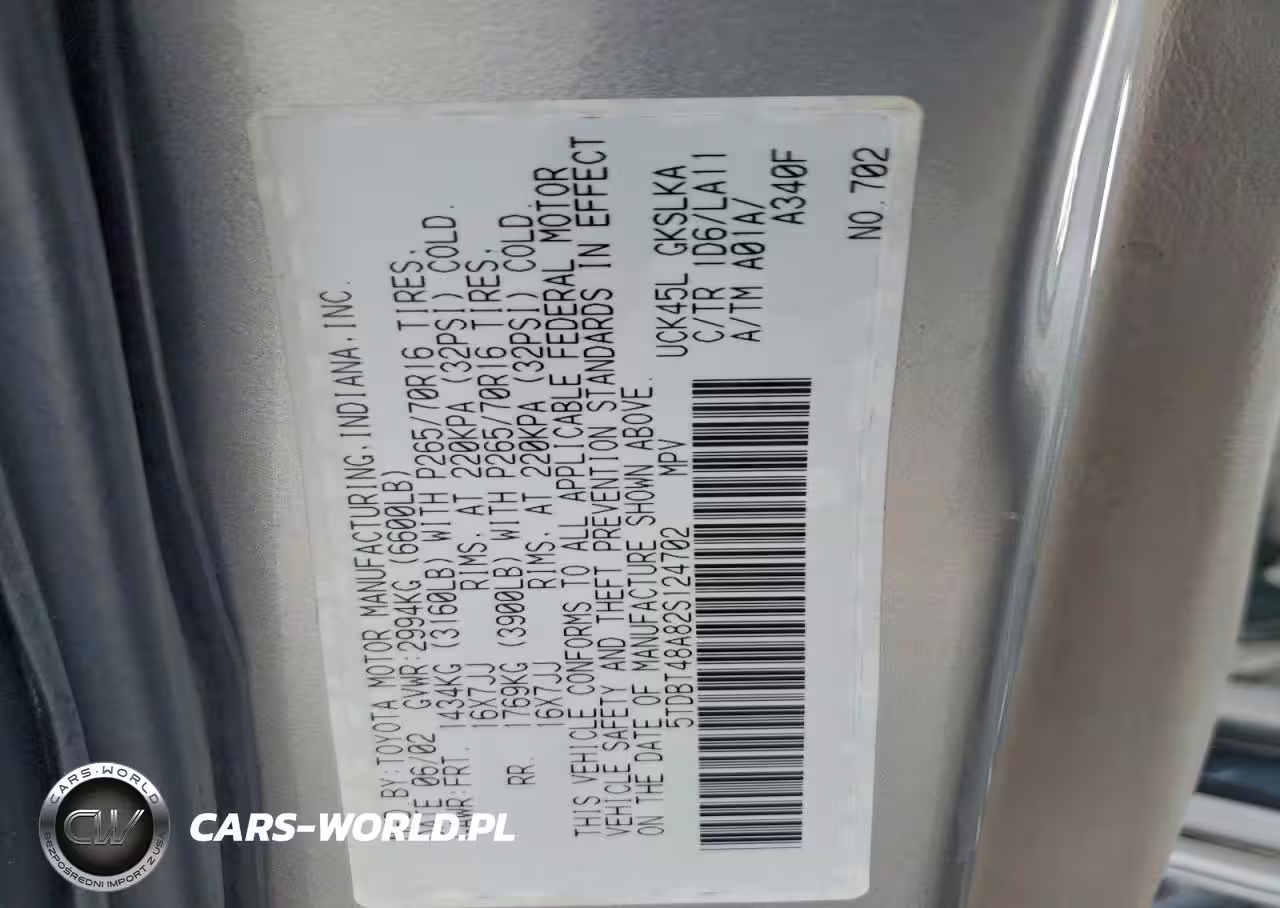 BY:TOYOTA MOTOR MANUFACTURING,INDIANA,INC.
06/02 GVWR:2994KG (6600LB)
FRT. 1434KG (3160LB) WITH P265/70R16 TIRES,
16X7JJ RIMS, AT 220KPA (32PSI) COLD.
RR. 1769KG (3900LB) WITH P265/70R16 TIRES,
16X7JJ RIMS, AT 220KPA (32PSI) COLD.
THIS VEHICLE CONFORMS TO ALL APPLICABLE FEDERAL MOTOR
VEHICLE SAFETY AND THEFT PREVENTION STANDARDS IN EFFECT
ON THE DATE OF MANUFACTURE SHOWN ABOVE.
5TDBT48A82S124702 MPV
UCK45L GKSLKA
C/TR 1D6/LA11
A/TM A01A/
A340F
NO.702
CARS-WORLD
CW
BEZPOŚREDNI IMPORT Z USA
CARS-WORLD.PL